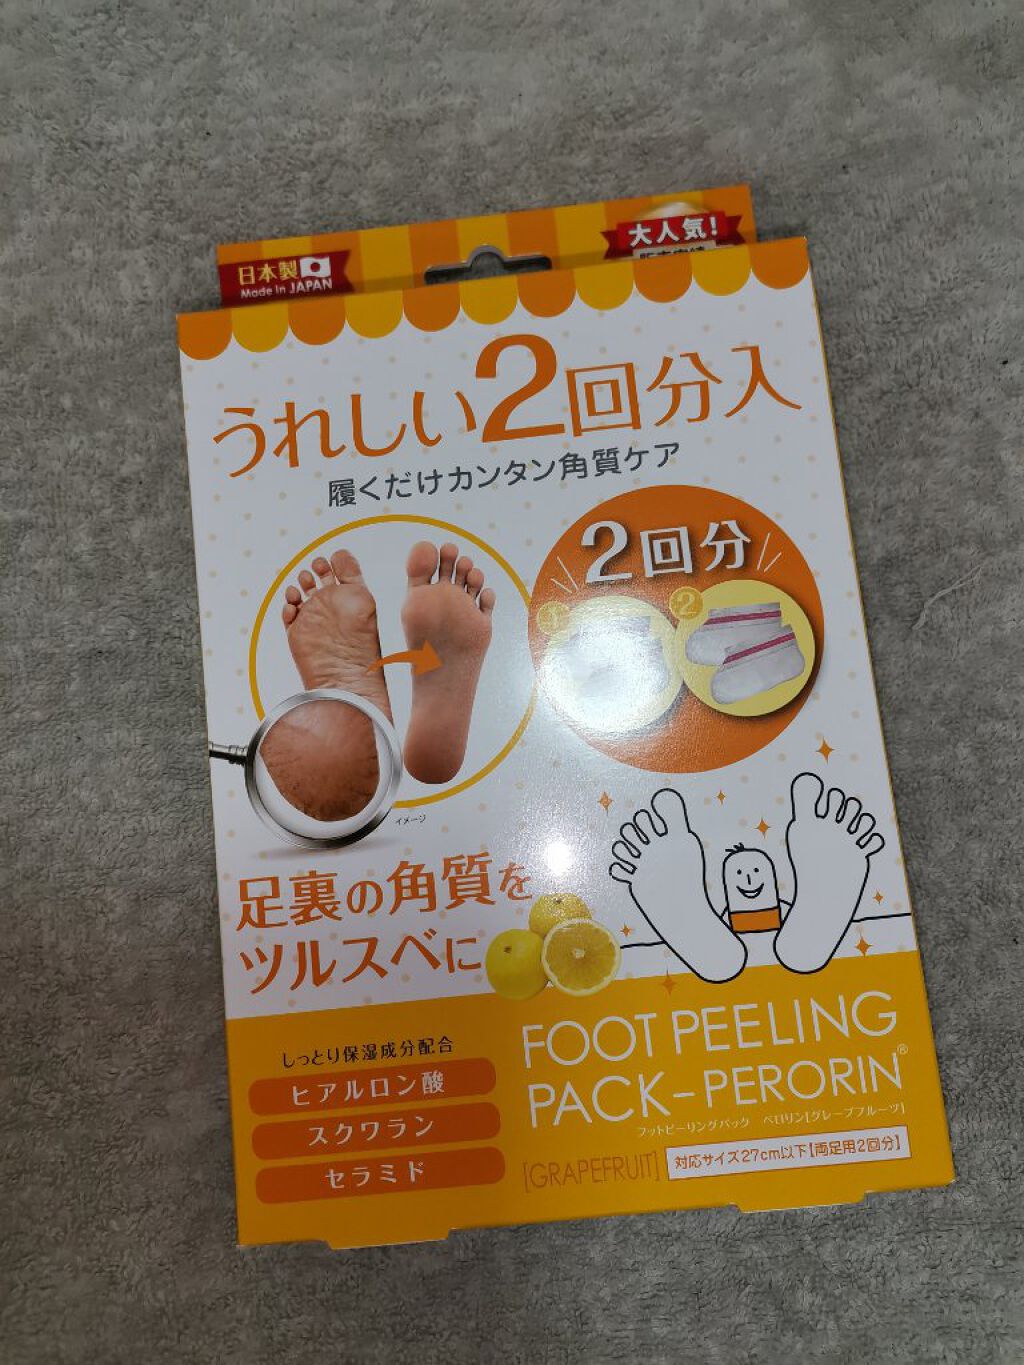 日本製
Made in JAPAN
大人気!
うれしい2回分入
履くだけカンタン角質ケア
2回分
1
2
イメージ
足裏の角質を
ツルスベに
しっとり保湿成分配合
ヒアルロン酸
スクワラン
セラミド
FOOT PEELING
PACK-PERORIN®
フットピーリングパック ペロリン[グレープフルーツ]
[GRAPEFRUIT]
対応サイズ27cm以下【両足用2回分】